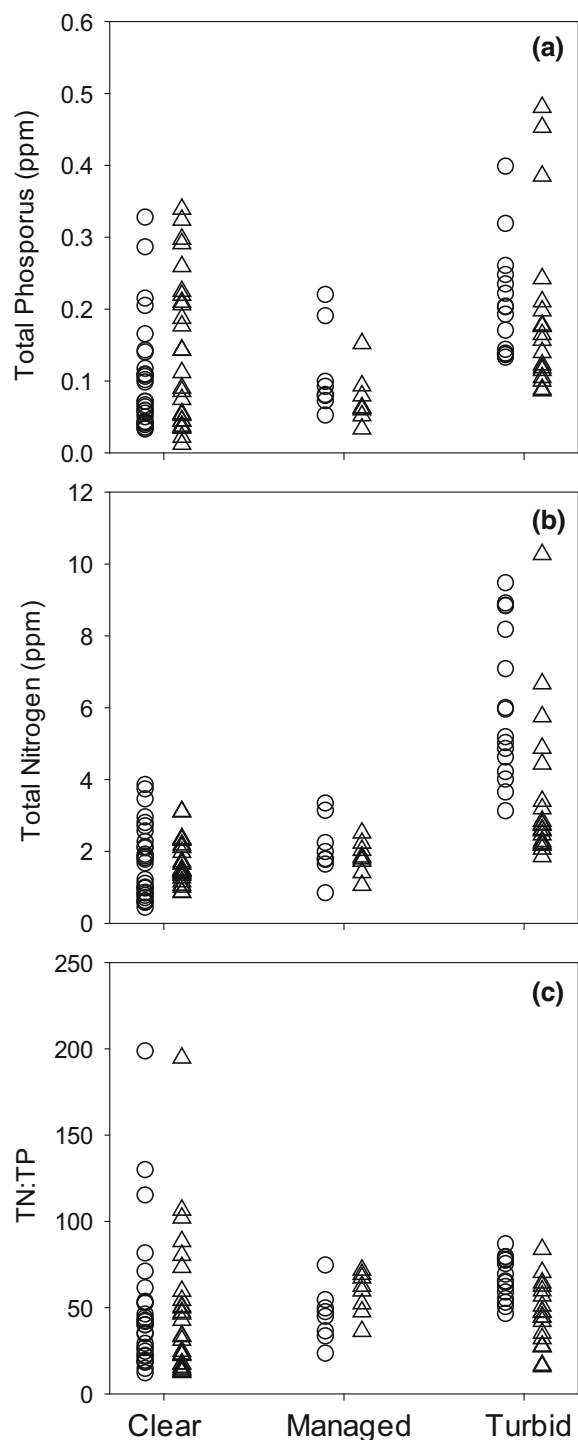 (a)
Total Phosporus (ppm)
0.6
0.5
0.4
0.3
0.2
0.1
0.0
(b)
Total Nitrogen (ppm)
12
10
8
6
4
2
0
(c)
TN:TP
250
200
150
100
50
0
Clear Managed Turbid